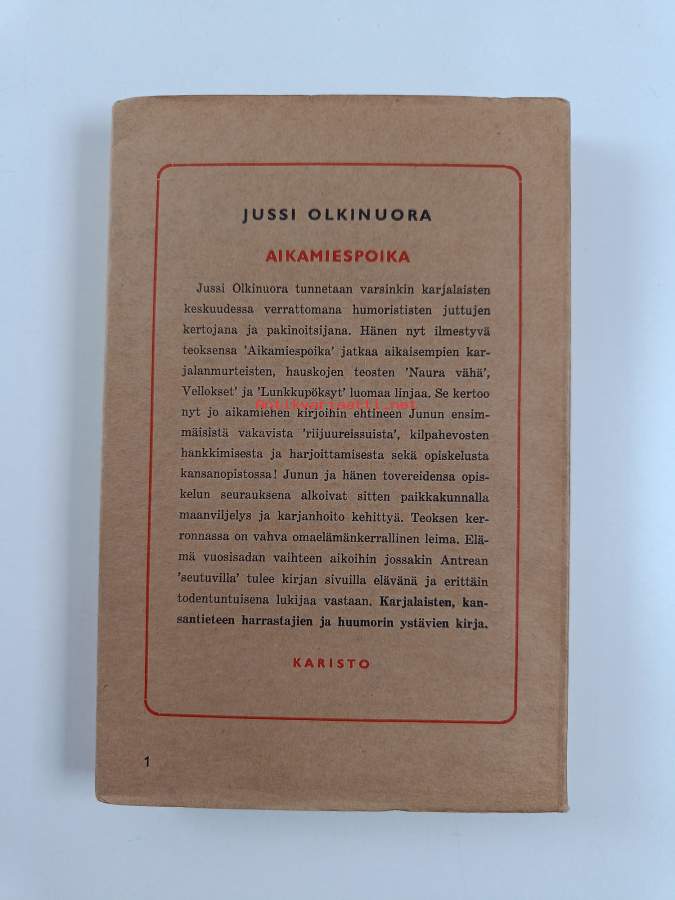 JUSSI OLKINUORA
AIKAMIESPOIKA
Jussi Olkinuora tunnetaan varsinkin karjalaisten
keskuudessa verrattomana humorististen juttujen
kertojana ja pakinoitsijana. Hänen nyt ilmestyvä
teoksensa 'Aikamiespoika' jatkaa aikaisempien kar-
jalanmurteisten, hauskojen teosten 'Naura vähä',
Vellokset' ja 'Lunkkupöksyt' luomaa linjaa. Se kertoo
antikvariaatti.net
nyt jo aikamiehen kirjoihin ehtineen Junun ensim-
mäisistä vakavista 'riijuureissuista', kilpahevosten
hankkimisesta ja harjoittamisesta sekä opiskelusta
kansanopistossa! Junun ja hänen tovereidensa opis-
kelun seurauksena alkoivat sitten paikkakunnalla
maanviljelys ja karjanhoito kehittyä. Teoksen ker-
ronnassa on vahva omaelämänkerrallinen leima. Elä-
mä vuosisadan vaihteen aikoihin jossakin Antrean
'seutuvilla' tulee kirjan sivuilla elävänä ja erittäin
todentuntuisena lukijaa vastaan. Karjalaisten, kan-
santieteen harrastajien ja huumorin ystävien kirja.
KARISTO
1